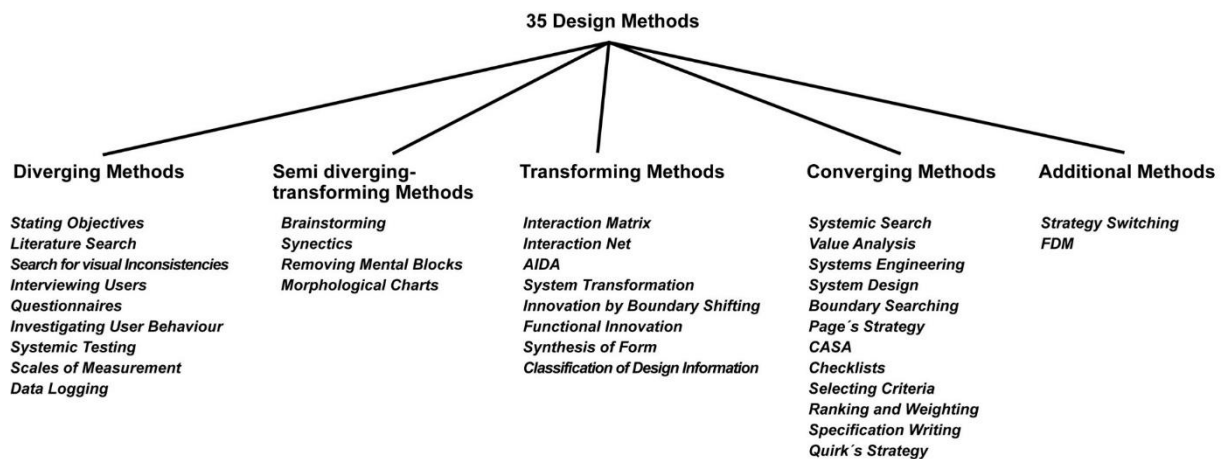 35 Design Methods
Diverging Methods
Stating Objectives
Literature Search
Search for visual Inconsistencies
Interviewing Users
Questionnaires
Investigating User Behaviour
Systemic Testing
Scales of Measurement
Data Logging
Semi diverging-
transforming Methods
Brainstorming
Synectics
Removing Mental Blocks
Morphological Charts
Transforming Methods
Interaction Matrix
Interaction Net
AIDA
System Transformation
Innovation by Boundary Shifting
Functional Innovation
Synthesis of Form
Classification of Design Information
Converging Methods
Systemic Search
Value Analysis
Systems Engineering
System Design
Boundary Searching
Page´s Strategy
CASA
Checklists
Selecting Criteria
Ranking and Weighting
Specification Writing
Quirk´s Strategy
Additional Methods
Strategy Switching
FDM